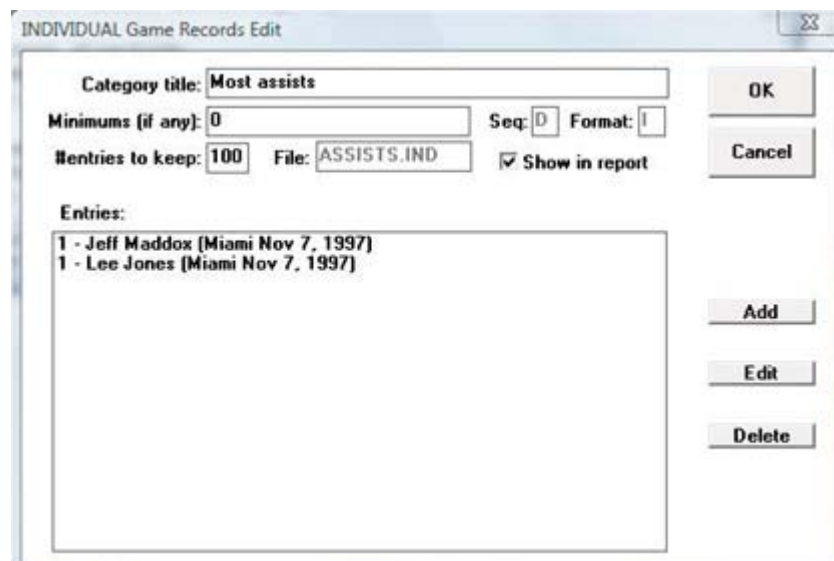 INDIVIDUAL Game Records Edit
Category title: Most assists
OK
Minimums (if any): 0 Seq: D Format: I
#entries to keep: 100 File: ASSISTS.IND Show in report
Cancel
Entries:
1 - Jeff Maddox (Miami Nov 7, 1997)
1 - Lee Jones (Miami Nov 7, 1997)
Add
Edit
Delete